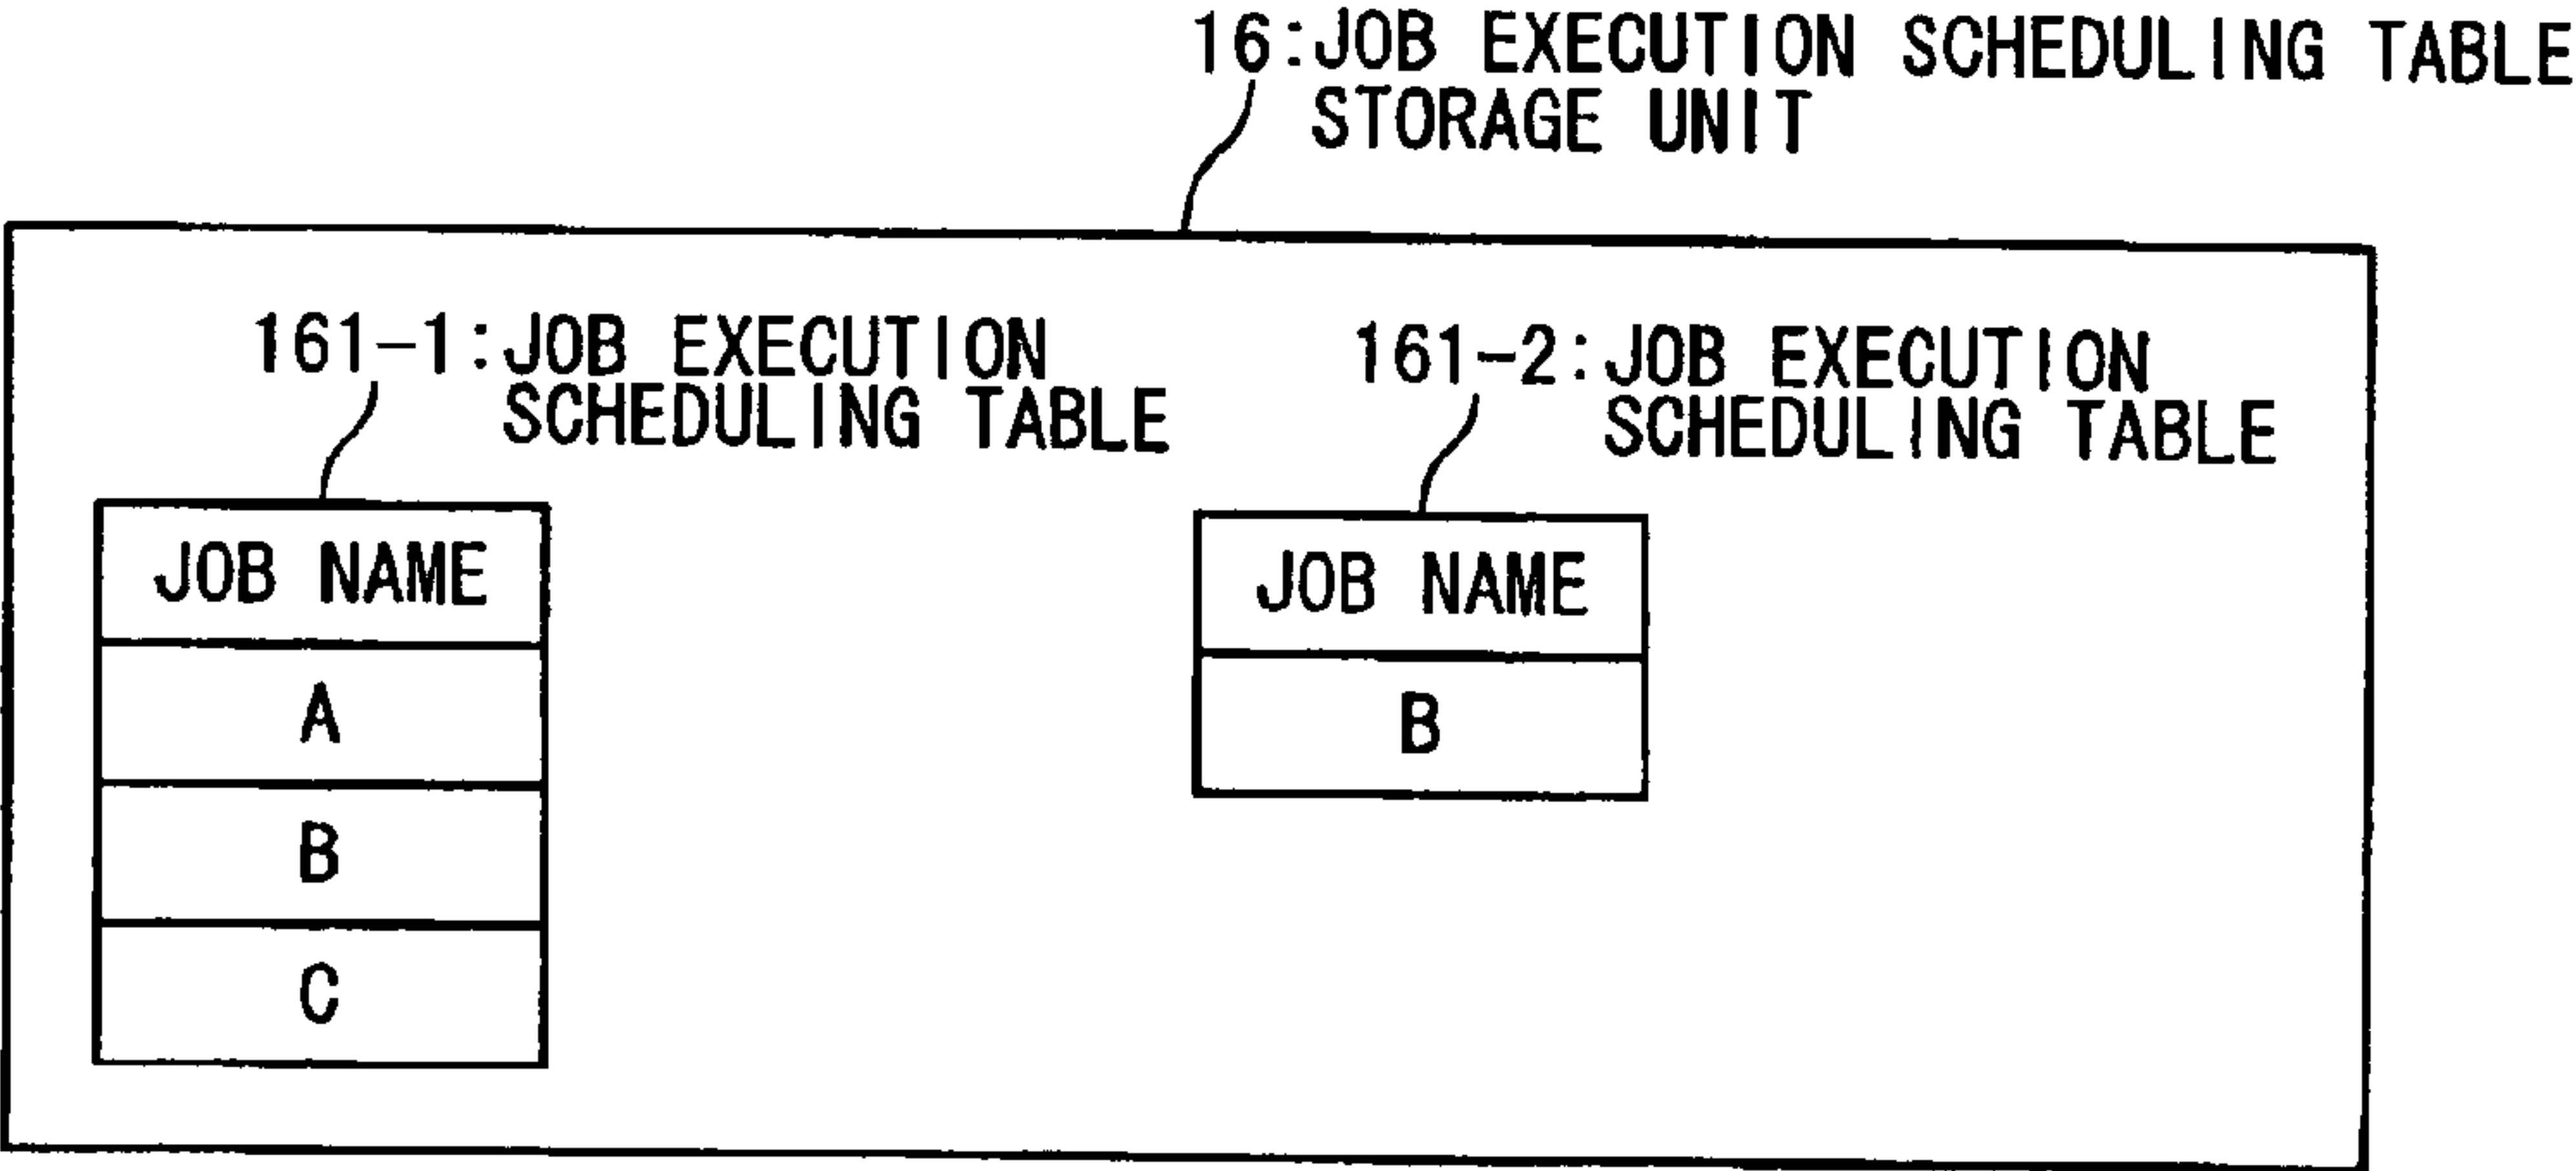 16:JOB EXECUTION SCHEDULING TABLE
STORAGE UNIT
161-1:JOB EXECUTION
SCHEDULING TABLE
JOB NAME
A
B
C
161-2:JOB EXECUTION
SCHEDULING TABLE
JOB NAME
B